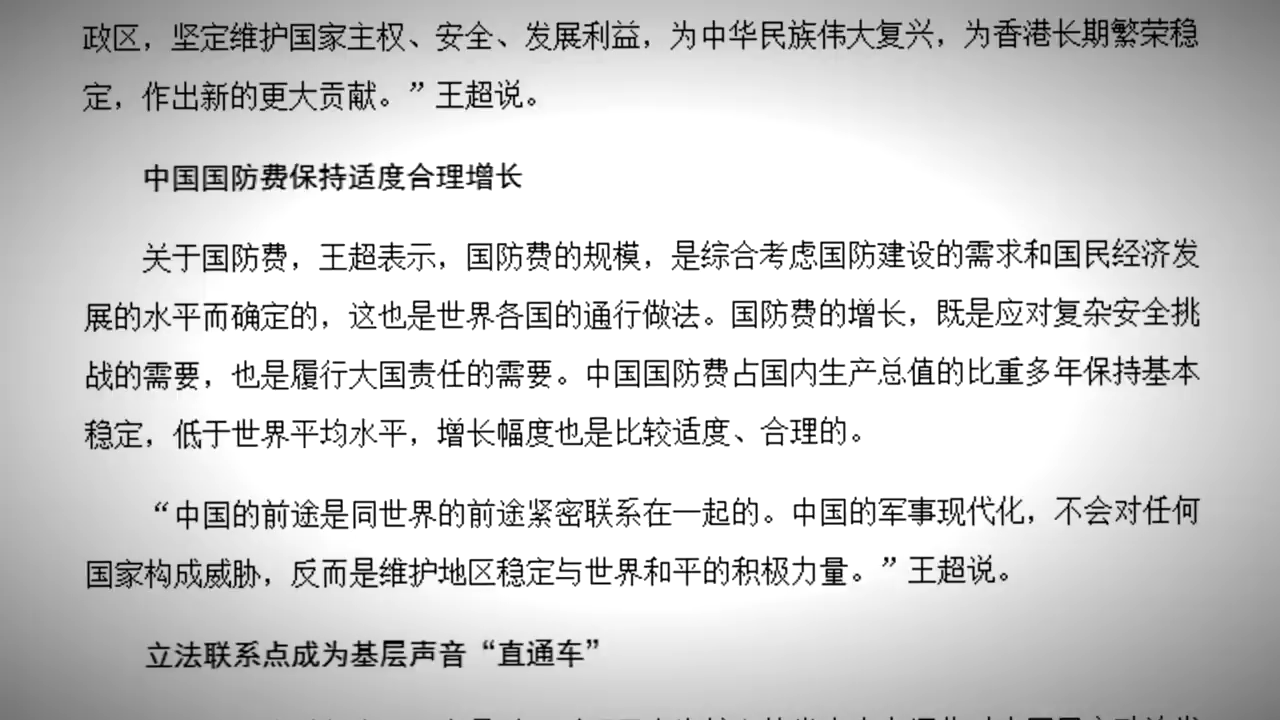 政区，坚定维护国家主权、安全、发展利益，为中华民族伟大复兴，为香港长期繁荣稳
定，作出新的更大贡献。”王超说。
中国国防费保持适度合理增长
关于国防费，王超表示，国防费的规模，是综合考虑国防建设的需求和国民经济发
展的水平而确定的，这也是世界各国的通行做法。国防费的增长，既是应对复杂安全挑
战的需要，也是履行大国责任的需要。中国国防费占国内生产总值的比重多年保持基本
稳定，低于世界平均水平，增长幅度也是比较适度、合理的。
“中国的前途是同世界的前途紧密联系在一起的。中国的军事现代化，不会对任何
国家构成威胁，反而是维护地区稳定与世界和平的积极力量。”王超说。
立法联系点成为基层声音“直通车”